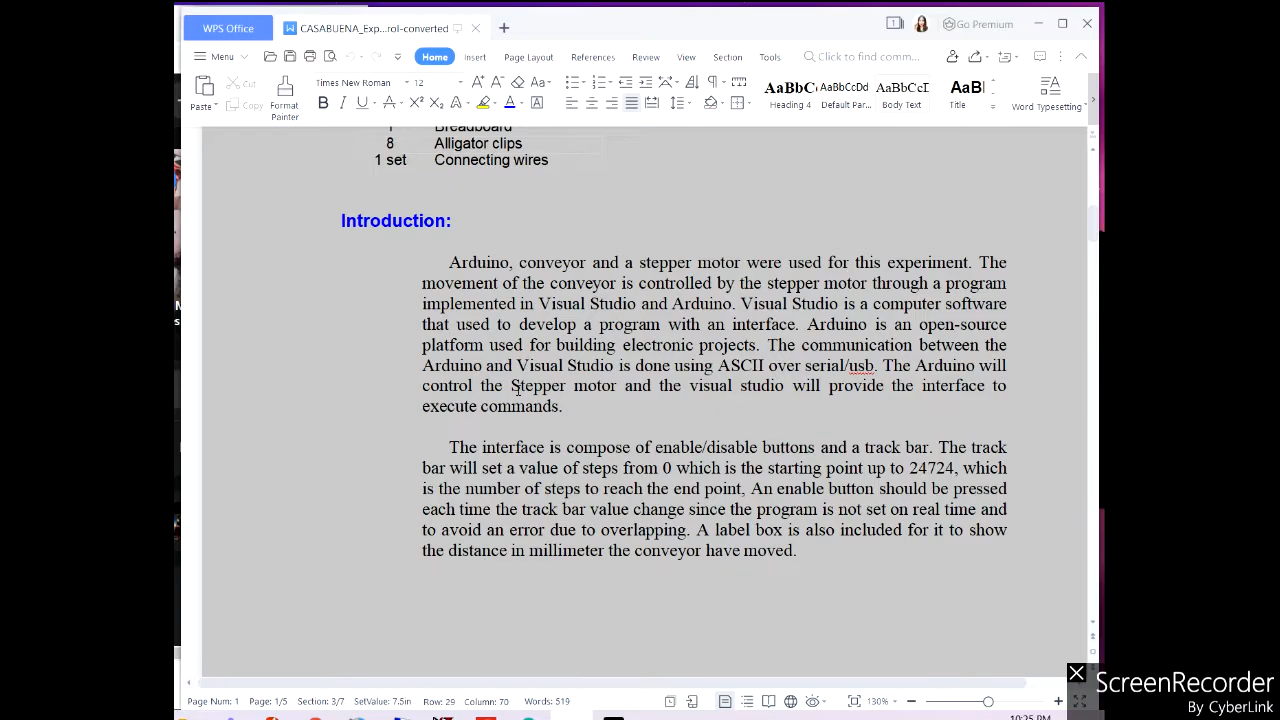 WPS Office
CASABUENA_Exp...rol-converted
1
Go Premium
Menu
Home
Insert
Page Layout
References
Review
View
Section
Tools
Click to find comm...
Paste
Cut
Copy
Format
Painter
Times New Roman
12
AaBbC
Heading 4
AaBbCcDd
Default Par...
AaBbCcD
Body Text
AaB
Title
Word Typesetting
1 Breadboard
8 Alligator clips
1 set Connecting wires
Introduction:
Arduino, conveyor and a stepper motor were used for this experiment. The
movement of the conveyor is controlled by the stepper motor through a program
implemented in Visual Studio and Arduino. Visual Studio is a computer software
that used to develop a program with an interface. Arduino is an open-source
platform used for building electronic projects. The communication between the
Arduino and Visual Studio is done using ASCII over serial/usb. The Arduino will
control the Stepper motor and the visual studio will provide the interface to
execute commands.
The interface is compose of enable/disable buttons and a track bar. The track
bar will set a value of steps from 0 which is the starting point up to 24724, which
is the number of steps to reach the end point, An enable button should be pressed
each time the track bar value change since the program is not set on real time and
to avoid an error due to overlapping. A label box is also included for it to show
the distance in millimeter the conveyor have moved.
Page Num: 1
Page: 1/5
Section: 3/7
SetValue: 7.5in
Row: 29
Column: 70
Words: 519
130%
10:25 PM
ScreenRecorder
By CyberLink